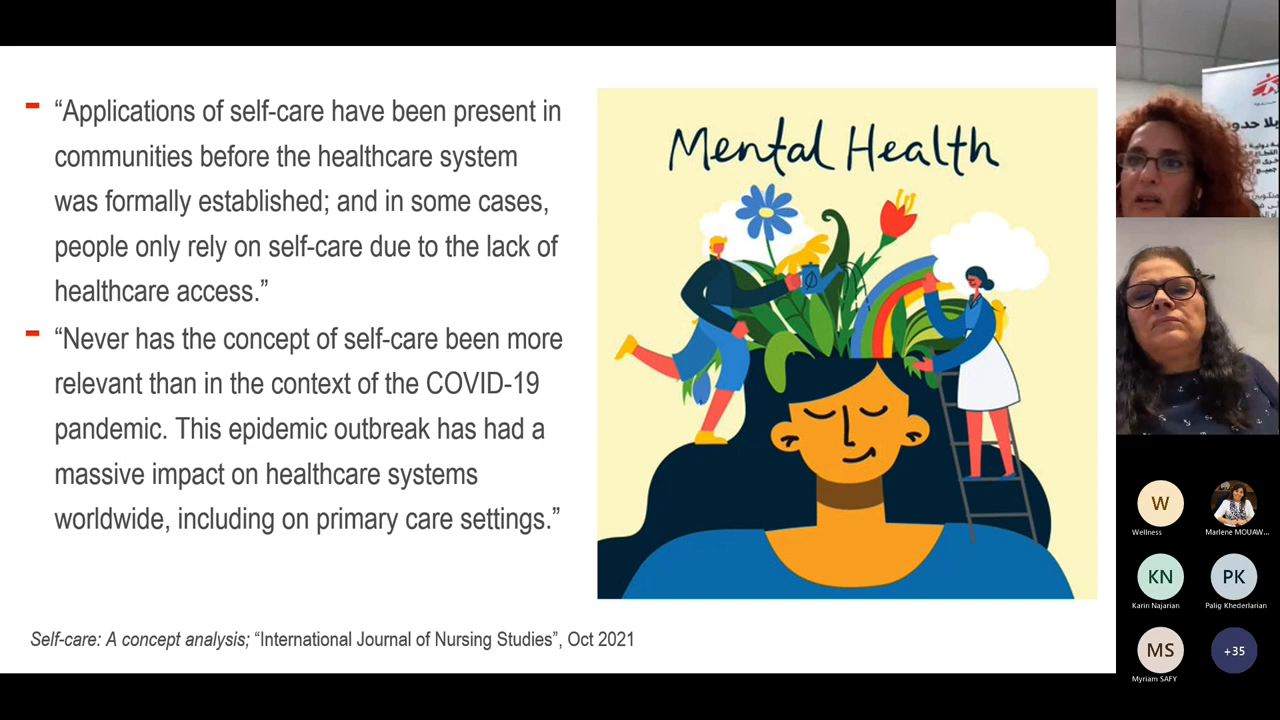 - “Applications of self-care have been present in
communities before the healthcare system
was formally established; and in some cases,
people only rely on self-care due to the lack of
healthcare access.”
- “Never has the concept of self-care been more
relevant than in the context of the COVID-19
pandemic. This epidemic outbreak has had a
massive impact on healthcare systems
worldwide, including on primary care settings.”
Self-care: A concept analysis; “International Journal of Nursing Studies”, Oct 2021
Mental Health
بلا حدو
W
Wellness
Marlene MOUAW...
KN
Karin Najarian
PK
Palig Khederlarian
MS
Myriam SAFY
+35